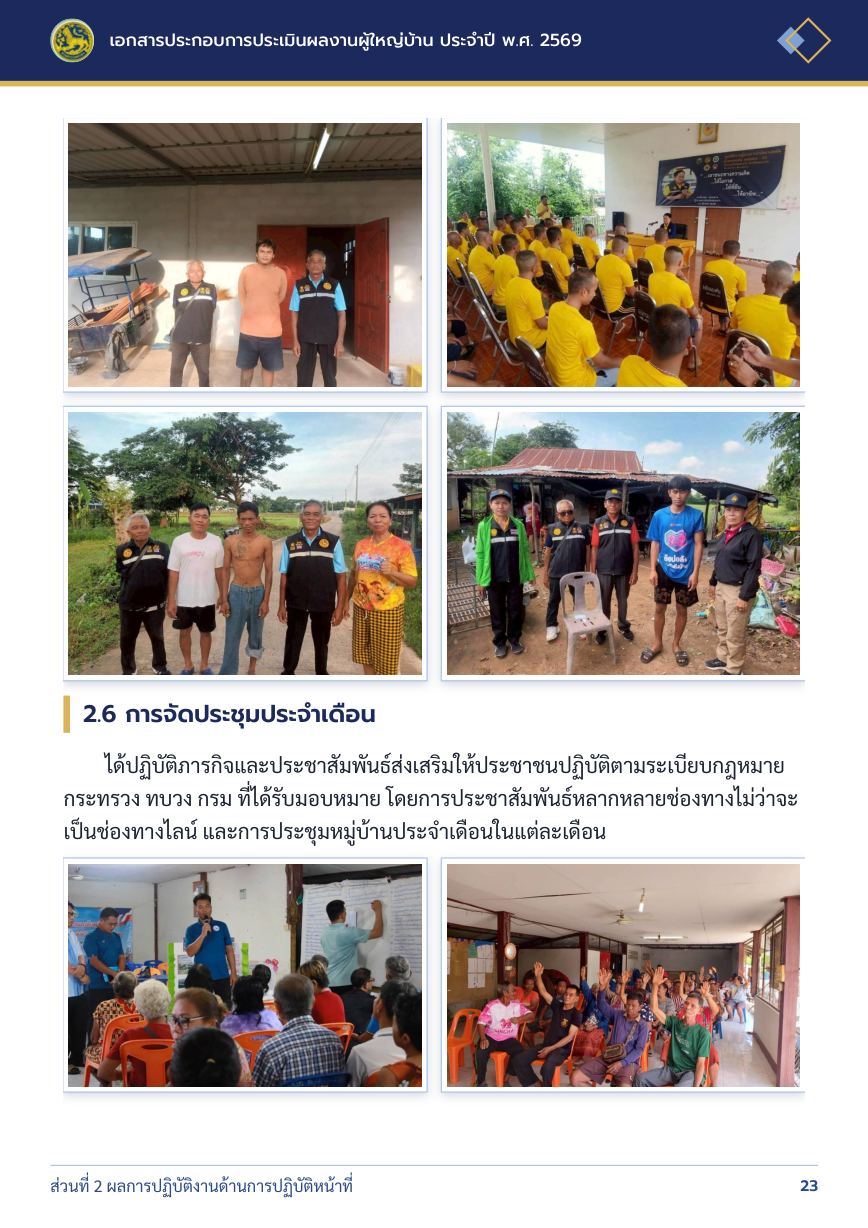 เอกสารประกอบการประเมินผลงานผู้ใหญ่บ้าน ประจำปี พ.ศ. 2569
2.6 การจัดประชุมประจำเดือน
ได้ปฏิบัติภารกิจและประชาสัมพันธ์ส่งเสริมให้ประชาชนปฏิบัติตามระเบียบกฎหมาย
กระทรวง ทบวง กรม ที่ได้รับมอบหมาย โดยการประชาสัมพันธ์หลากหลายช่องทางไม่ว่าจะ
เป็นช่องทางไลน์ และการประชุมหมู่บ้านประจำเดือนในแต่ละเดือน
ส่วนที่ 2 ผลการปฏิบัติงานด้านการปฏิบัติหน้าที่
23